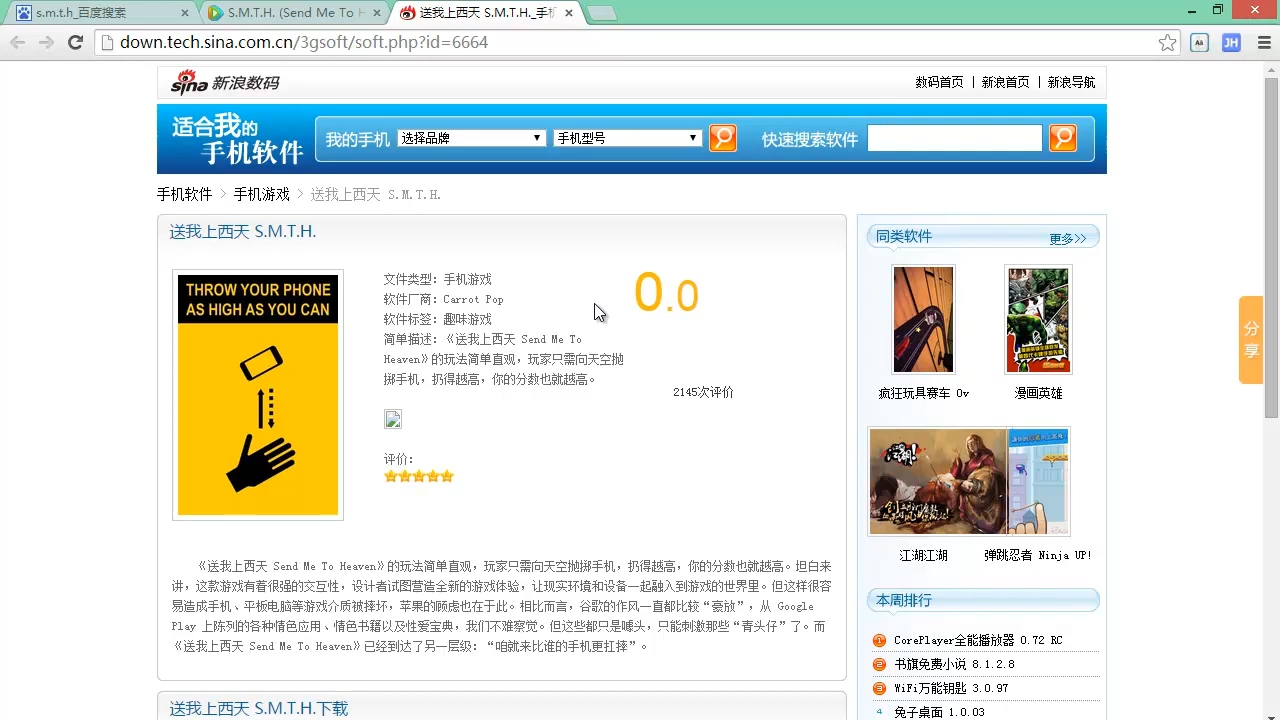 s.m.t.h_百度搜索
S.M.T.H. (Send Me To H
送我上西天 S.M.T.H._手机
down.tech.sina.com.cn/3gsoft/soft.php?id=6664
JH
sina 新浪数码
数码首页 | 新浪首页 | 新浪导航
适合我的
手机软件
我的手机 选择品牌 手机型号 快速搜索软件
手机软件 > 手机游戏 > 送我上西天 S.M.T.H.
送我上西天 S.M.T.H.
THROW YOUR PHONE
AS HIGH AS YOU CAN
文件类型：手机游戏
软件厂商：Carrot Pop
软件标签：趣味游戏
简单描述：《送我上西天 Send Me To
Heaven》的玩法简单直观，玩家只需向天空抛
掷手机，扔得越高，你的分数也就越高。
0.0
2145次评价
评价：
《送我上西天 Send Me To Heaven》的玩法简单直观，玩家只需向天空抛掷手机，扔得越高，你的分数也就越高。坦白来
讲，这款游戏有着很强的交互性，设计者试图营造全新的游戏体验，让现实环境和设备一起融入到游戏的世界里。但这样很容
易造成手机、平板电脑等游戏介质被摔坏，苹果的顾虑也在于此。相比而言，谷歌的作风一直都比较“豪放”，从 Google
Play 上陈列的各种情色应用、情色书籍以及性爱宝典，我们不难察觉。但这些都只是噱头，只能刺激那些“青头仔”了。而
《送我上西天 Send Me To Heaven》已经到达了另一层级：“咱就来比谁的手机更扛摔”。
送我上西天 S.M.T.H.下载
同类软件 更多>>
疯狂玩具赛车 Ov
漫画英雄
江湖江湖
弹跳忍者 Ninja UP!
本周排行
1 CorePlayer全能播放器 0.72 RC
2 书旗免费小说 8.1.2.8
3 WiFi万能钥匙 3.0.97
4 兔子桌面 1.0.03
分享